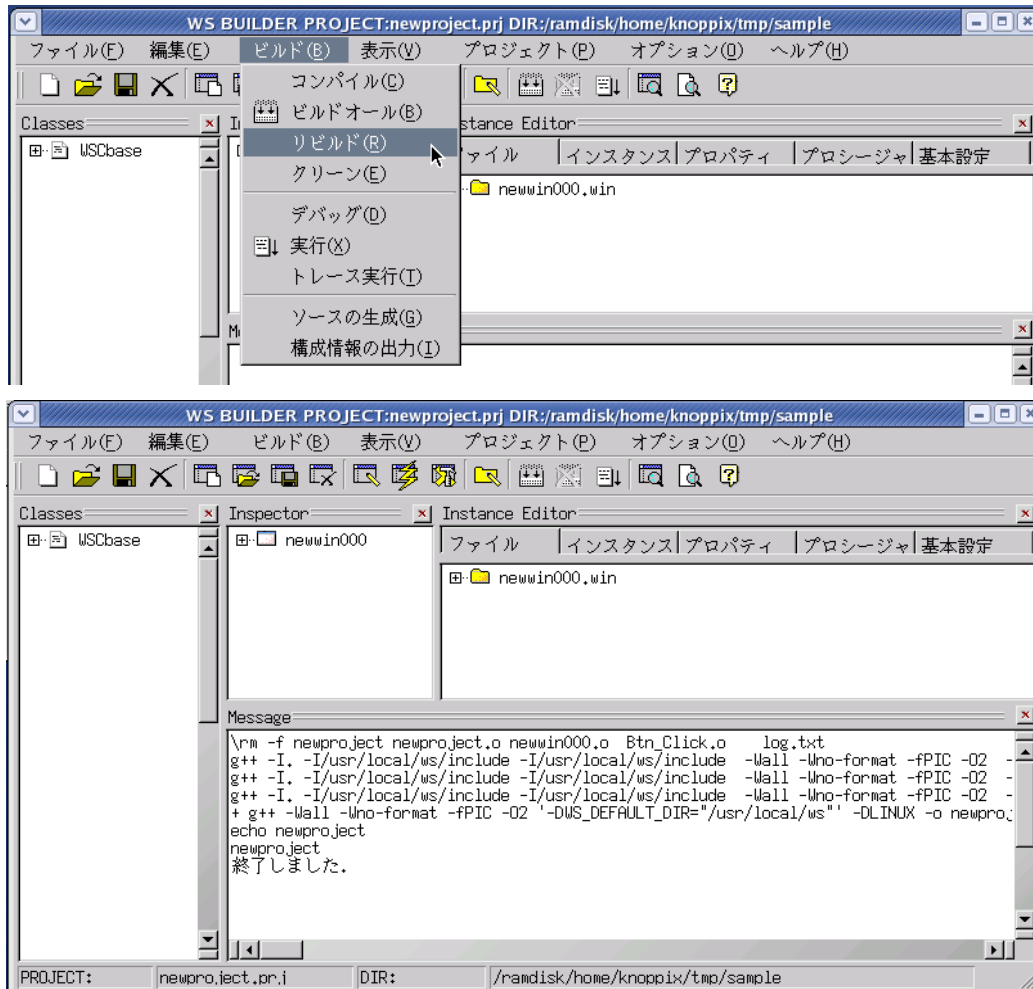 WS BUILDER PROJECT:newproject.prj DIR:/ramdisk/home/knoppix/tmp/sample
ファイル(F) 編集(E) ビルド(B) 表示(V) プロジェクト(P) オプション(O) ヘルプ(H)
コンパイル(C)
ビルドオール(B)
リビルド(R)
クリーン(E)
デバッグ(D)
実行(X)
トレース実行(T)
ソースの生成(G)
構成情報の出力(I)
Classes
WSCbase
stance Editor
ァイル インスタンス プロパティ プロシージャ 基本設定
newwin000.win
WS BUILDER PROJECT:newproject.prj DIR:/ramdisk/home/knoppix/tmp/sample
ファイル(F) 編集(E) ビルド(B) 表示(V) プロジェクト(P) オプション(O) ヘルプ(H)
Classes Inspector Instance Editor
WSCbase
newwin000
ファイル インスタンス プロパティ プロシージャ 基本設定
newwin000.win
Message
\rm -f newproject newproject.o newwin000.o Btn_Click.o log.txt
g++ -I. -I/usr/local/ws/include -I/usr/local/ws/include -Wall -Wno-format -fPIC -O2 -
g++ -I. -I/usr/local/ws/include -I/usr/local/ws/include -Wall -Wno-format -fPIC -O2 -
g++ -I. -I/usr/local/ws/include -I/usr/local/ws/include -Wall -Wno-format -fPIC -O2 -
+ g++ -Wall -Wno-format -fPIC -O2 '-DWS_DEFAULT_DIR="/usr/local/ws"' -DLINUX -o newproj
echo newproject
newproject
終了しました.
PROJECT: newproject.prj DIR: /ramdisk/home/knoppix/tmp/sample